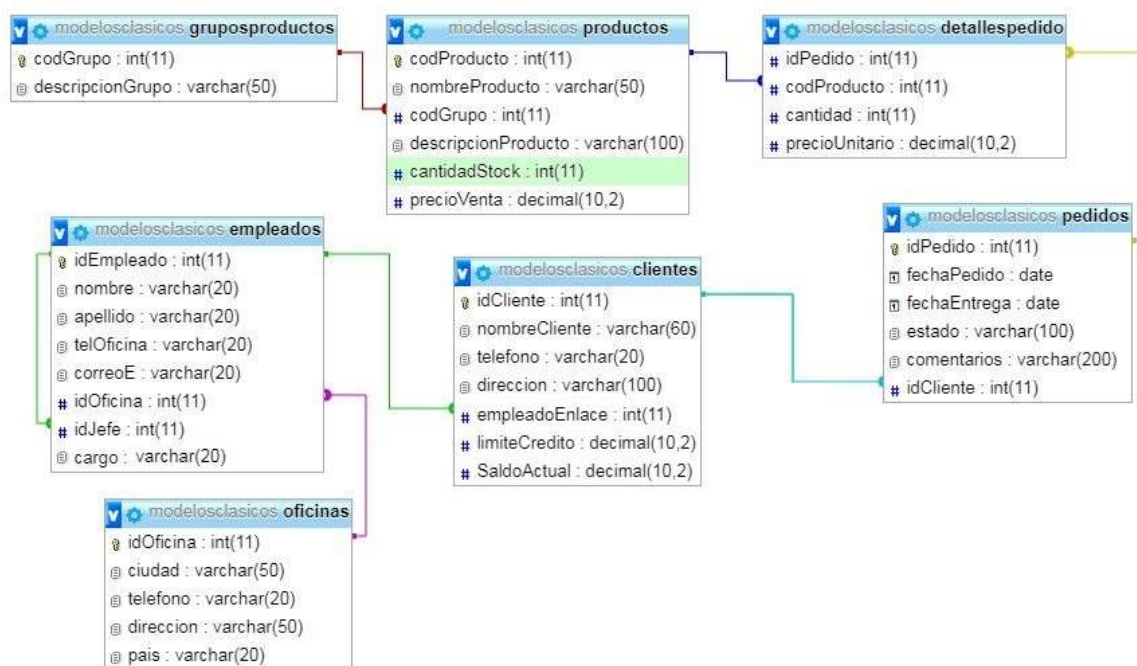 modelosclasicos gruposproductos
codGrupo : int(11)
descripcionGrupo : varchar(50)
modelosclasicos productos
codProducto : int(11)
nombreProducto : varchar(50)
# codGrupo : int(11)
descripcionProducto : varchar(100)
# cantidadStock : int(11)
# precioVenta : decimal(10,2)
modelosclasicos detallespedido
# idPedido : int(11)
# codProducto : int(11)
# cantidad : int(11)
# precioUnitario : decimal(10,2)
modelosclasicos empleados
idEmpleado : int(11)
nombre : varchar(20)
apellido : varchar(20)
telOficina : varchar(20)
correoE : varchar(20)
# idOficina : int(11)
# idJefe : int(11)
cargo : varchar(20)
modelosclasicos clientes
idCliente : int(11)
nombreCliente : varchar(60)
telefono : varchar(20)
direccion : varchar(100)
# empleadoEnlace : int(11)
# limiteCredito : decimal(10,2)
# SaldoActual : decimal(10,2)
modelosclasicos pedidos
idPedido : int(11)
fechaPedido : date
fechaEntrega : date
estado : varchar(100)
comentarios : varchar(200)
# idCliente : int(11)
modelosclasicos oficinas
idOficina : int(11)
ciudad : varchar(50)
telefono : varchar(20)
direccion : varchar(50)
pais : varchar(20)